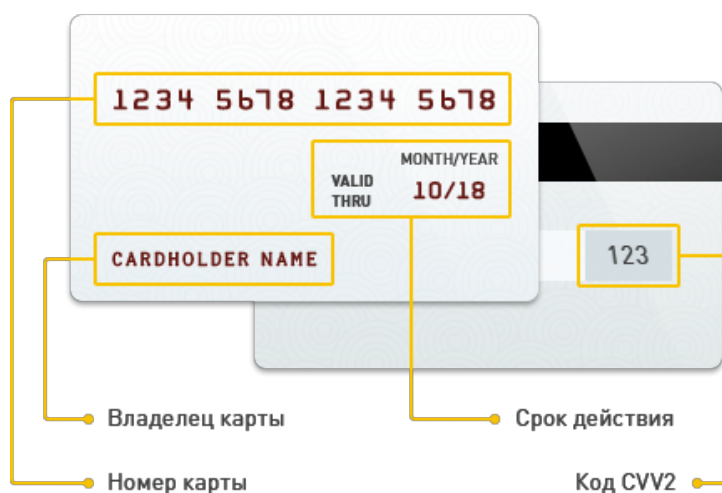 1234 5678 1234 5678
MONTH/YEAR
VALID
THRU
10/18
123
CARDHOLDER NAME
Владелец карты
Срок действия
Номер карты
Код CVV2